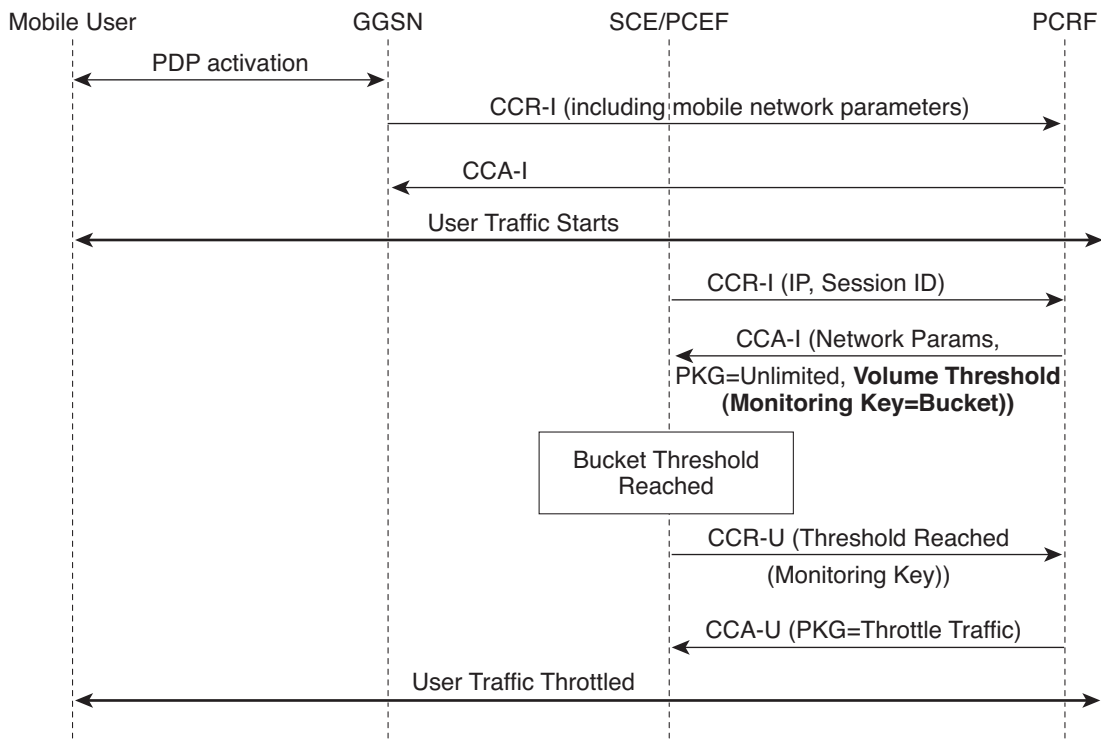 Mobile User
GGSN
SCE/PCEF
PCRF
PDP activation
CCR-I (including mobile network parameters)
CCA-I
User Traffic Starts
CCR-I (IP, Session ID)
CCA-I (Network Params,
PKG=Unlimited, Volume Threshold
(Monitoring Key=Bucket))
Bucket Threshold
Reached
CCR-U (Threshold Reached
(Monitoring Key))
CCA-U (PKG=Throttle Traffic)
User Traffic Throttled